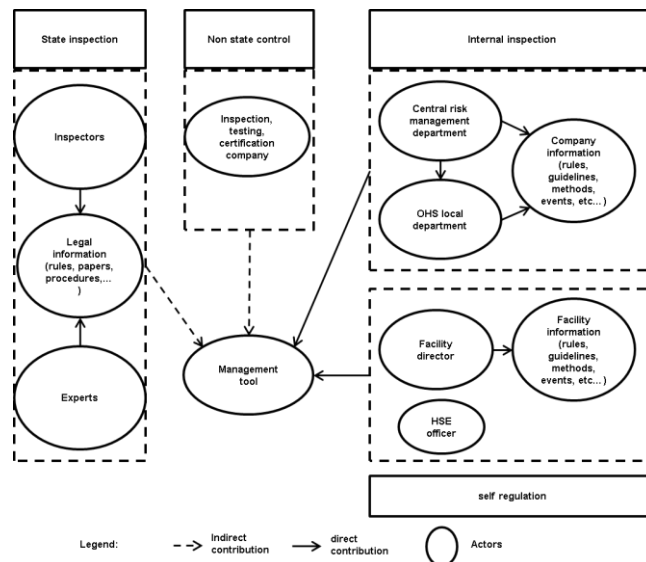 State inspection
Non state control
Internal inspection
Inspectors
Inspection,
testing,
certification
company
Central risk
management
department
Company
information
(rules,
guidelines,
methods,
events, etc... )
OHS local
department
Legal
information
(rules, papers,
procedures,...
)
Experts
Management
tool
Facility
director
Facility
information
(rules,
guidelines,
methods,
events, etc... )
HSE
officer
self regulation
Legend:
Indirect
contribution
direct
contribution
Actors